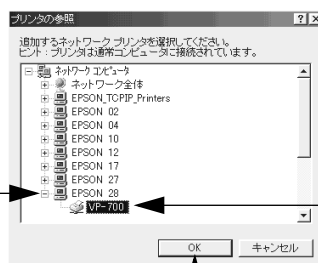 プリンタの参照
追加するネットワーク プリンタを選択してください。
ヒント : プリンタは通常コンピュータに接続されています。
ネットワーク コンピュータ
ネットワーク全体
EPSON_TCPIP_Printers
EPSON 02
EPSON 04
EPSON 10
EPSON 12
EPSON 17
EPSON 27
EPSON 28
VP-700
OK
キャンセル